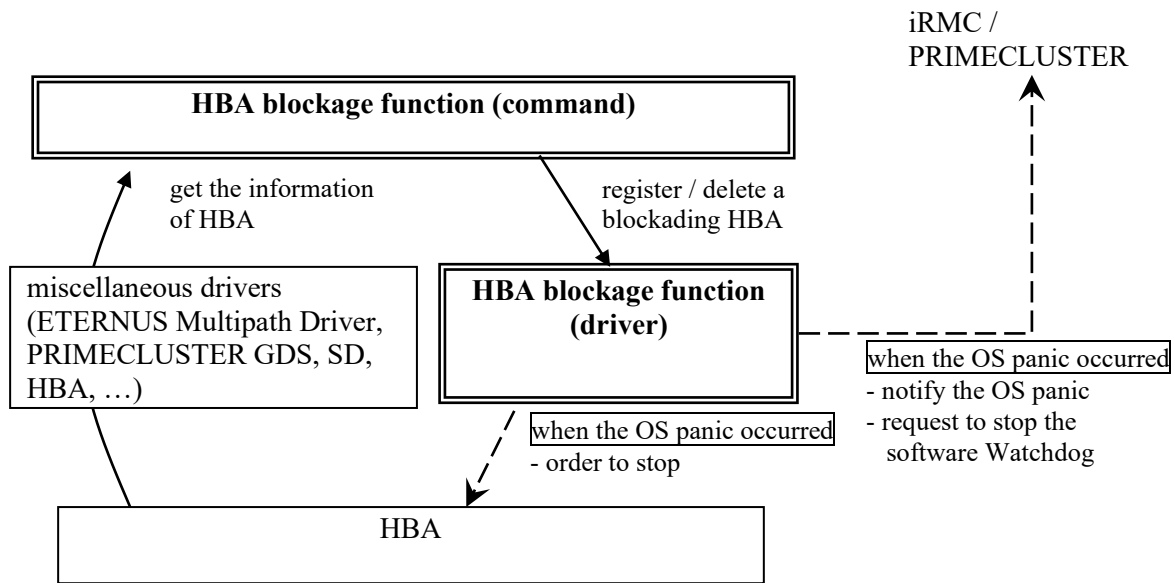 iRMC /
PRIMECLUSTER
HBA blockage function (command)
get the information
of HBA
register / delete a
blockading HBA
miscellaneous drivers
(ETERNUS Multipath Driver,
PRIMECLUSTER GDS, SD,
HBA, …)
HBA blockage function
(driver)
when the OS panic occurred
- notify the OS panic
- request to stop the
software Watchdog
when the OS panic occurred
- order to stop
HBA